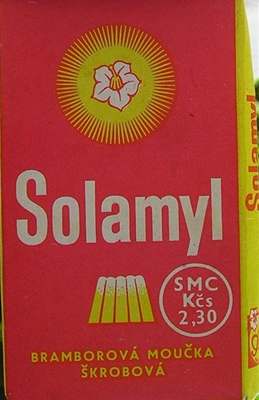 Solamyl
SMC
Kčs
2,30
BRAMBOROVÁ MOUČKA
ŠKROBOVÁ
Solamyl